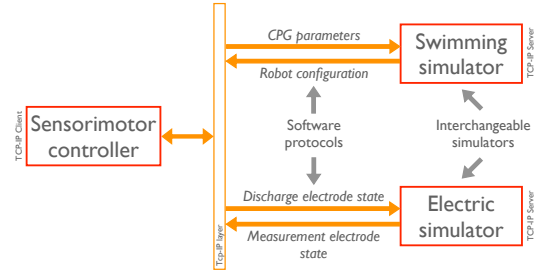 CPG parameters
Robot configuration
Swimming
simulator
TCP-IP Server
TCP-IP Client
Sensorimotor
controller
Software
protocols
Interchangeable
simulators
Tcp-IP layer
Discharge electrode state
Measurement electrode
state
Electric
simulator
TCP-IP Server